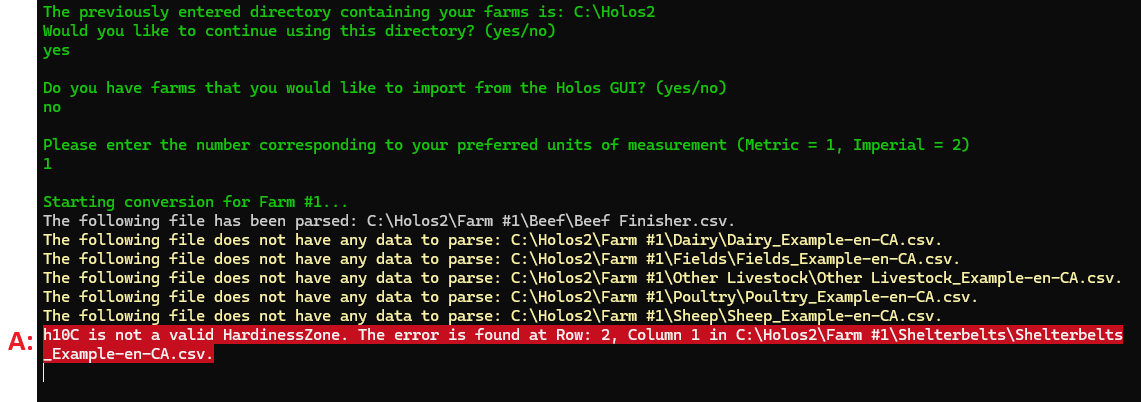 The previously entered directory containing your farms is: C:\Holos2
Would you like to continue using this directory? (yes/no)
yes
Do you have farms that you would like to import from the Holos GUI? (yes/no)
no
Please enter the number corresponding to your preferred units of measurement (Metric = 1, Imperial = 2)
1
Starting conversion for Farm #1...
The following file has been parsed: C:\Holos2\Farm #1\Beef\Beef Finisher.csv.
The following file does not have any data to parse: C:\Holos2\Farm #1\Dairy\Dairy_Example-en-CA.csv.
The following file does not have any data to parse: C:\Holos2\Farm #1\Fields\Fields_Example-en-CA.csv.
The following file does not have any data to parse: C:\Holos2\Farm #1\Other Livestock\Other Livestock_Example-en-CA.csv.
The following file does not have any data to parse: C:\Holos2\Farm #1\Poultry\Poultry_Example-en-CA.csv.
The following file does not have any data to parse: C:\Holos2\Farm #1\Sheep\Sheep_Example-en-CA.csv.
A: h10C is not a valid HardinessZone. The error is found at Row: 2, Column 1 in C:\Holos2\Farm #1\Shelterbelts\Shelterbelts
_Example-en-CA.csv.